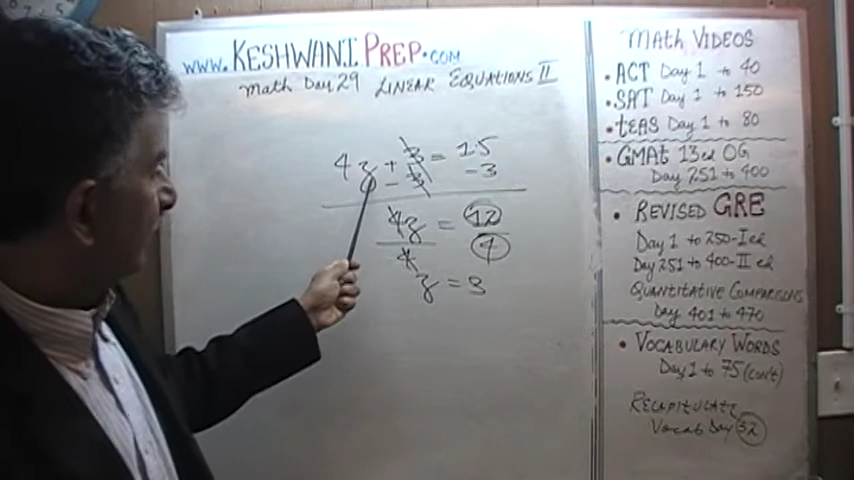 www.KESHWANI PREP.COM
Math Day 29 LINEAR EQUATIONS II
4z + 3 = 15
- 3 - 3
4z = 12
4 4
z = 3
MATH VIDEOS
• ACT Day 1 to 40
• SAT Day 1 to 150
• tEAS Day 1 to 80
• GMAt 13ed OG
Day 251 to 400
• REVISED GRE
Day 1 to 250-I ed
Day 251 to 400-II ed
QUANTITATIVE COMPARISONS
Day 401 to 470
• VOCABULARY WORDS
Day 1 to 75 (con't)
RECAPITULATE
Vocab Day 32